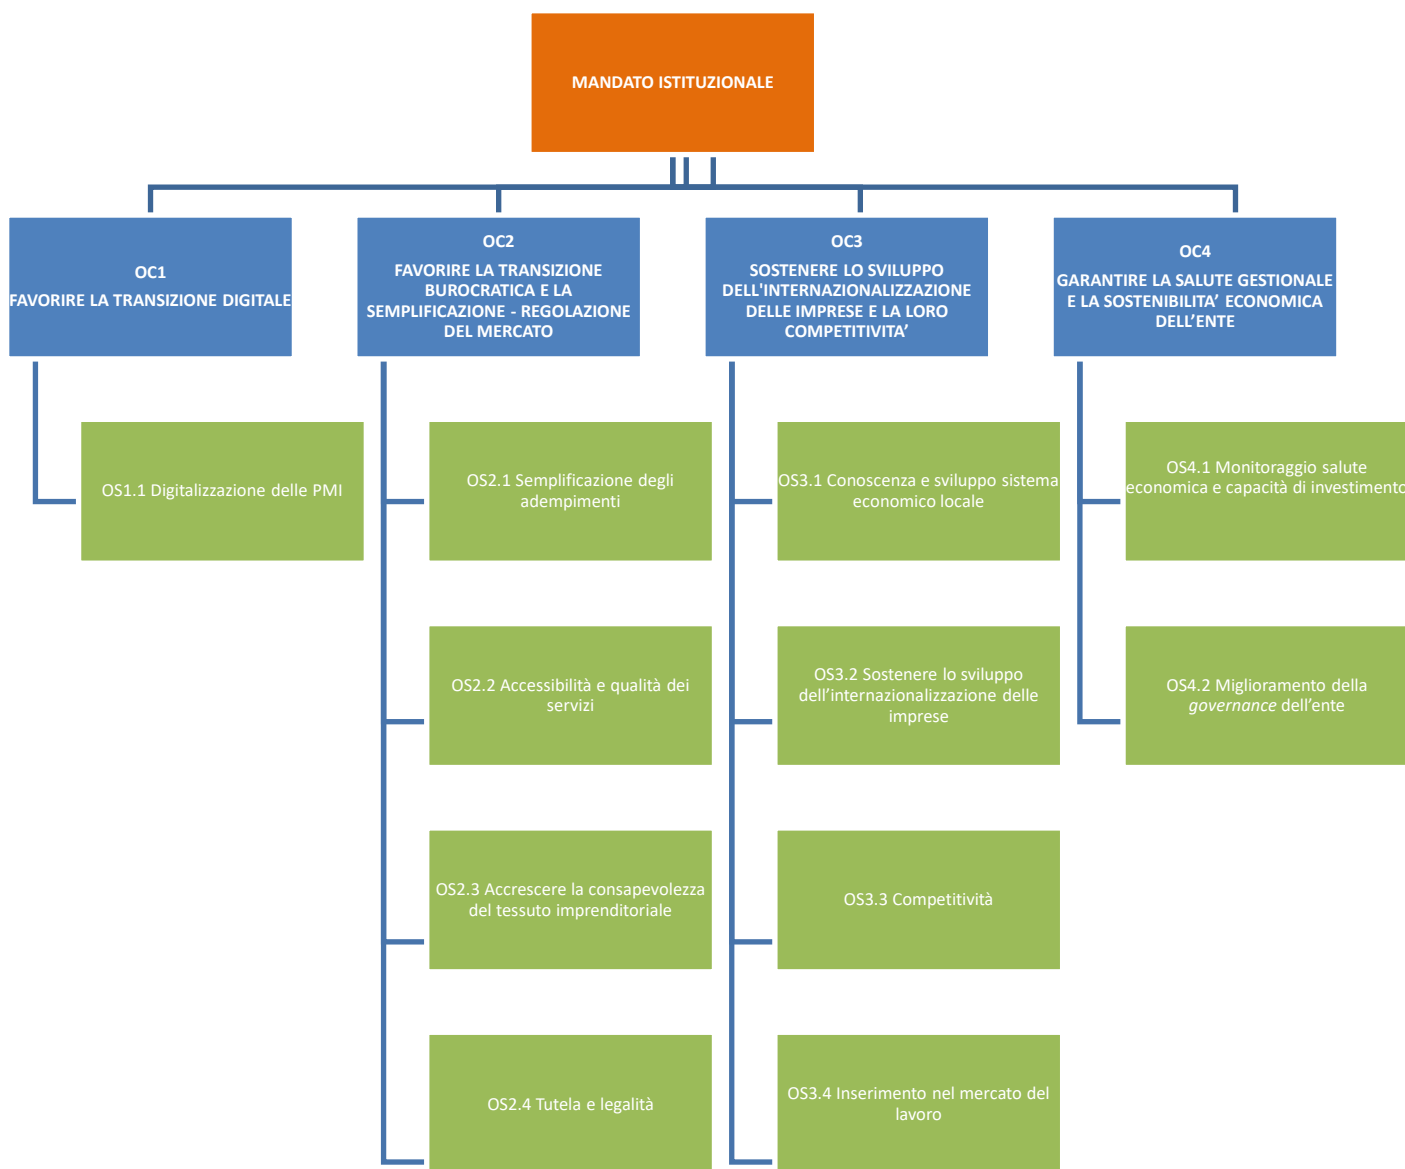 MANDATO ISTITUZIONALE
OC1
FAVORIRE LA TRANSIZIONE DIGITALE
OC2
FAVORIRE LA TRANSIZIONE
BUROCRATICA E LA
SEMPLIFICAZIONE - REGOLAZIONE
DEL MERCATO
OC3
SOSTENERE LO SVILUPPO
DELL'INTERNAZIONALIZZAZIONE
DELLE IMPRESE E LA LORO
COMPETITIVITA’
OC4
GARANTIRE LA SALUTE GESTIONALE
E LA SOSTENIBILITA’ ECONOMICA
DELL’ENTE
OS1.1 Digitalizzazione delle PMI
OS2.1 Semplificazione degli
adempimenti
OS3.1 Conoscenza e sviluppo sistema
economico locale
OS4.1 Monitoraggio salute
economica e capacità di investimento
OS2.2 Accessibilità e qualità dei
servizi
OS3.2 Sostenere lo sviluppo
dell’internazionalizzazione delle
imprese
OS4.2 Miglioramento della
governance dell’ente
OS2.3 Accrescere la consapevolezza
del tessuto imprenditoriale
OS3.3 Competitività
OS2.4 Tutela e legalità
OS3.4 Inserimento nel mercato del
lavoro